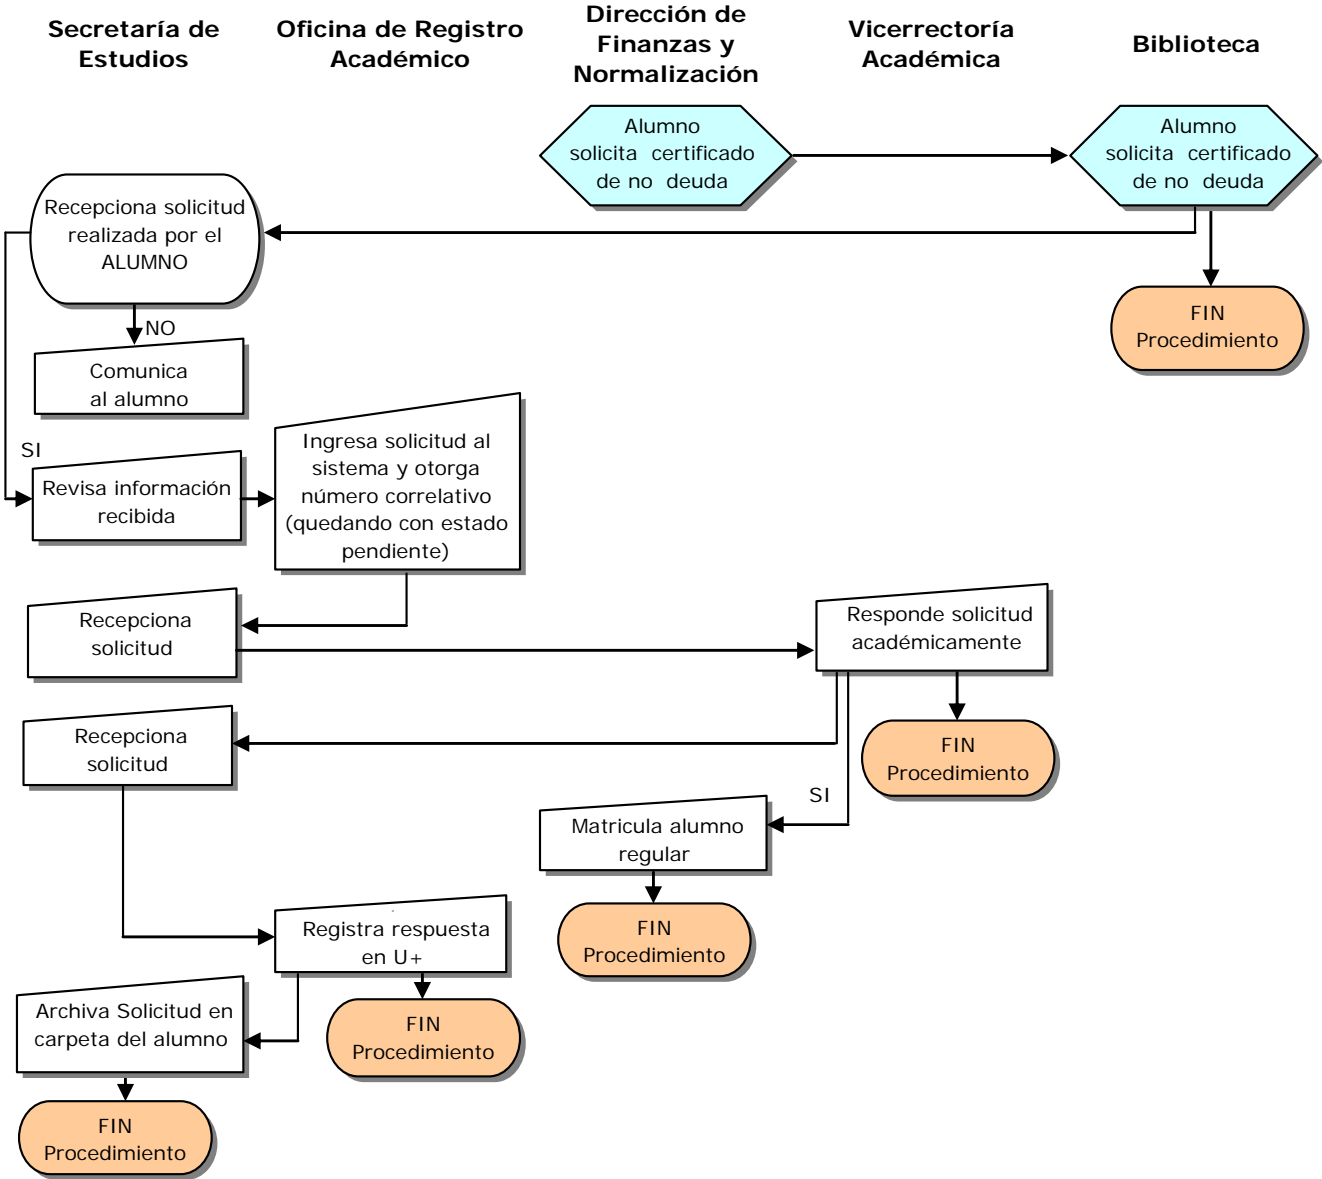 Secretaría de
Estudios
Oficina de Registro
Académico
Dirección de
Finanzas y
Normalización
Vicerrectoría
Académica
Biblioteca
Alumno
solicita certificado
de no deuda
Alumno
solicita certificado
de no deuda
Recepciona solicitud
realizada por el
ALUMNO
FIN
Procedimiento
NO
Comunica
al alumno
SI
Revisa información
recibida
Ingresa solicitud al
sistema y otorga
número correlativo
(quedando con estado
pendiente)
Recepciona
solicitud
Responde solicitud
académicamente
Recepciona
solicitud
FIN
Procedimiento
SI
Matricula alumno
regular
FIN
Procedimiento
Registra respuesta
en U+
Archiva Solicitud en
carpeta del alumno
FIN
Procedimiento
FIN
Procedimiento